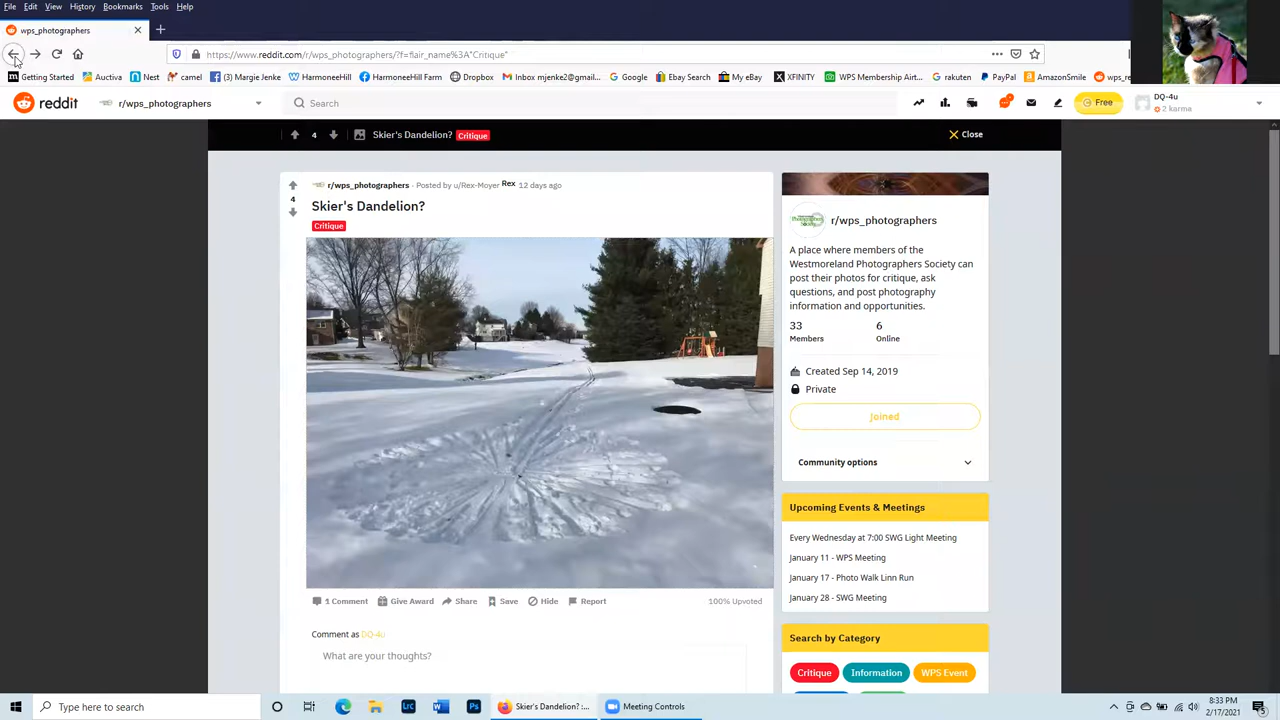 File Edit View History Bookmarks Tools Help
wps_photographers
https://www.reddit.com/r/wps_photographers/?f=flair_name%3A"Critique"
Getting Started Auctiva Nest camel (3) Margie Jenke HarmoneeHill HarmoneeHill Farm Dropbox Inbox mjenke2@gmail... Google Ebay Search My eBay XFINITY WPS Membership Airt... rakuten PayPal AmazonSmile wps_re
reddit r/wps_photographers Search Free DQ-4u
2 karma
4 Skier's Dandelion? Critique Close
r/wps_photographers · Posted by u/Rex-Moyer Rex 12 days ago
4
Skier's Dandelion?
Critique
r/wps_photographers
A place where members of the
Westmoreland Photographers Society can
post their photos for critique, ask
questions, and post photography
information and opportunities.
33 6
Members Online
Created Sep 14, 2019
Private
Joined
Community options
Upcoming Events & Meetings
Every Wednesday at 7:00 SWG Light Meeting
January 11 - WPS Meeting
January 17 - Photo Walk Linn Run
January 28 - SWG Meeting
1 Comment Give Award Share Save Hide Report 100% Upvoted
Comment as DQ-4u
What are your thoughts?
Search by Category
Critique Information WPS Event
Type here to search Skier's Dandelion? :... Meeting Controls
8:33 PM
2/17/2021